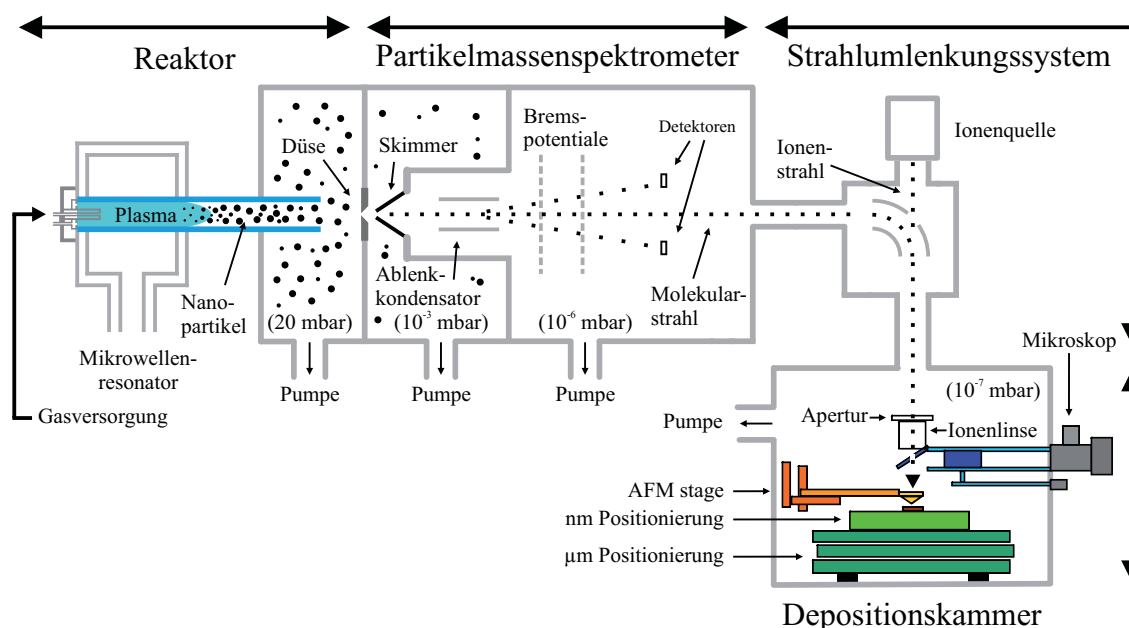 Reaktor
Partikelmassenspektrometer
Strahlumlenkungssystem
Düse
Skimmer
Brems-
potentiale
Detektoren
Ionenquelle
Ionen-
strahl
Plasma
Nano-
partikel
(20 mbar)
Ablenk-
kondensator
(10⁻³ mbar)
(10⁻⁶ mbar)
Molekular-
strahl
Mikrowellen-
resonator
Gasversorgung
Pumpe
Pumpe
Pumpe
Mikroskop
(10⁻⁷ mbar)
Pumpe
Apertur
Ionenlinse
AFM stage
nm Positionierung
µm Positionierung
Depositionskammer